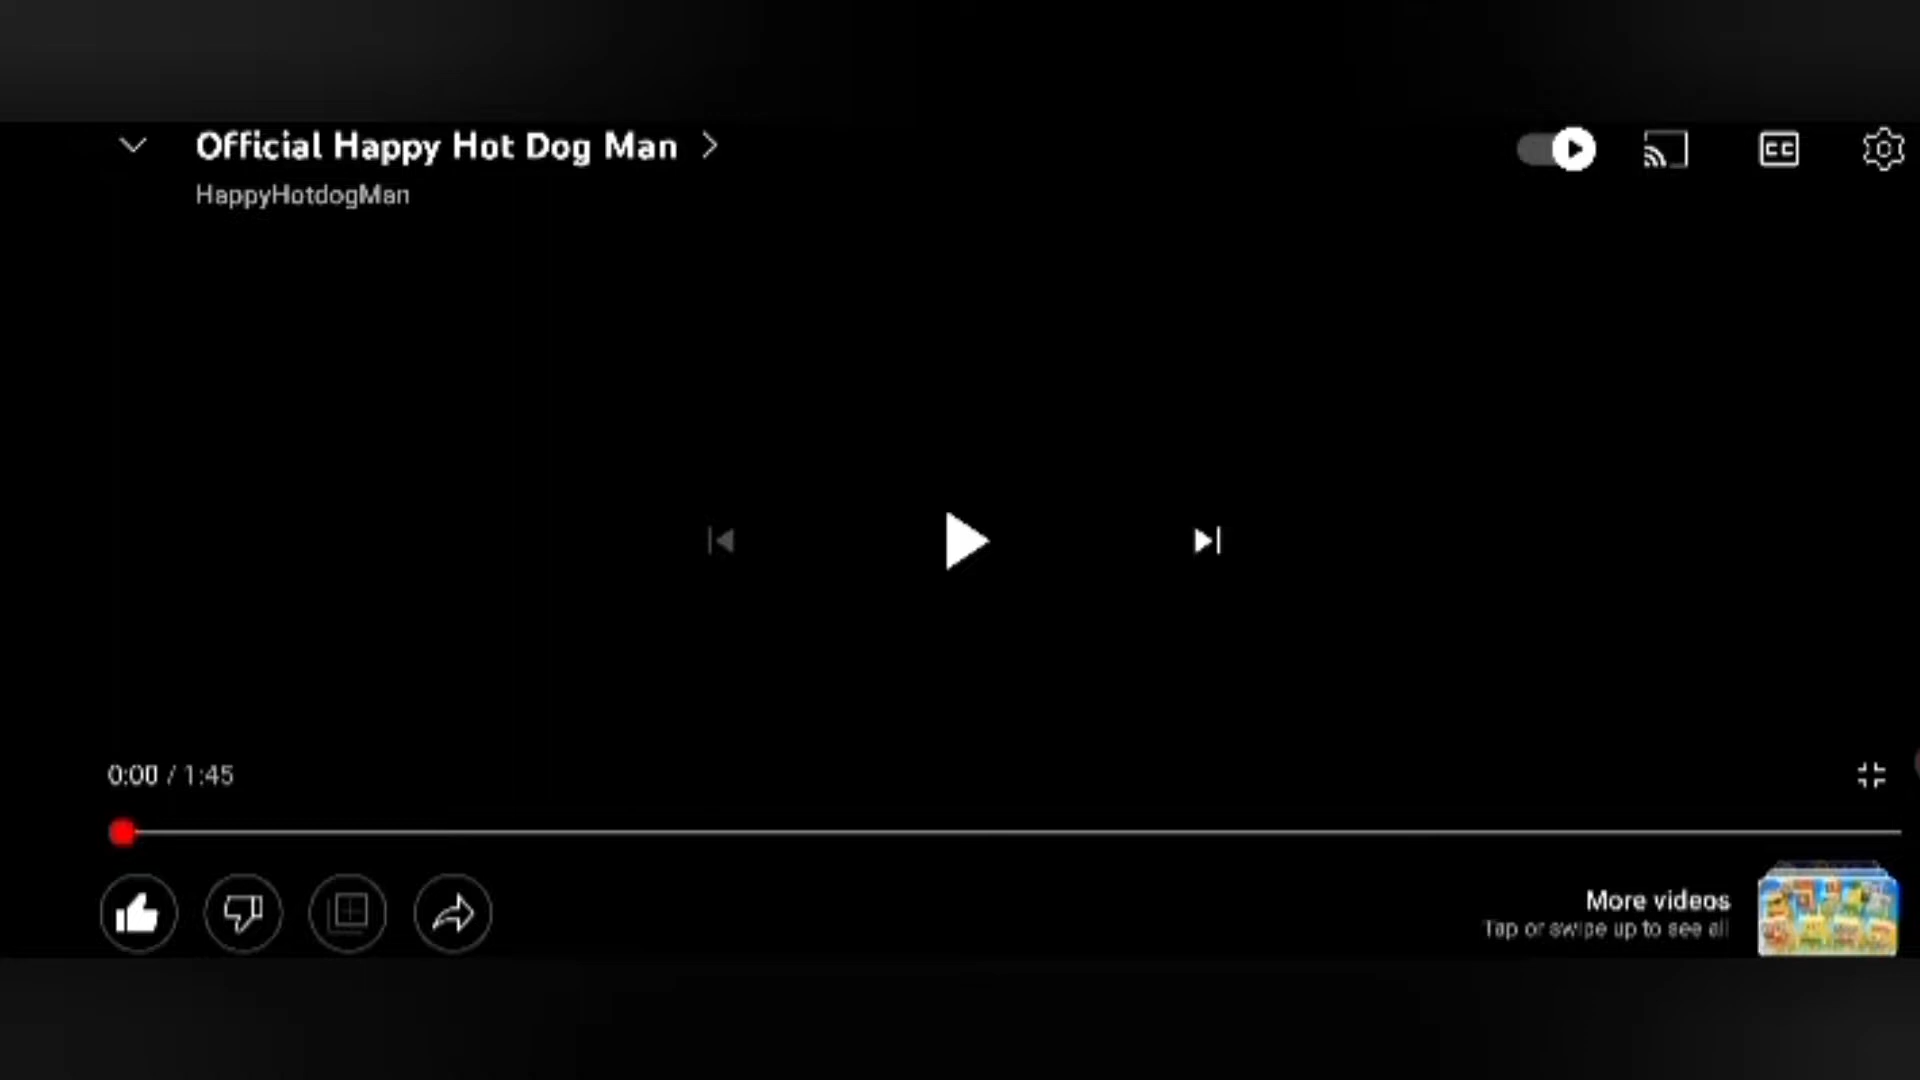 Official Happy Hot Dog Man
HappyHotdogMan
CC
0:00 / 1:45
More videos
Tap or swipe up to see all